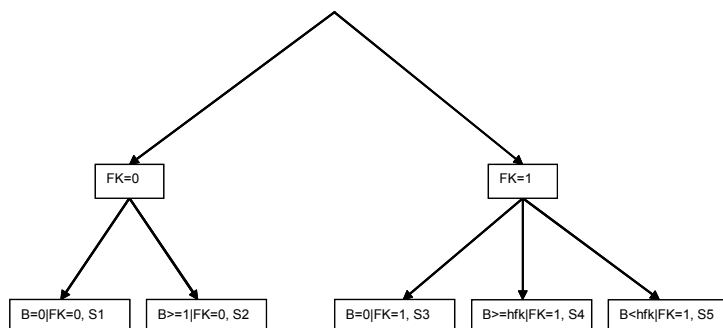 FK=0
FK=1
B=0|FK=0, S1
B>=1|FK=0, S2
B=0|FK=1, S3
B>=hfk|FK=1, S4
B<hfk|FK=1, S5